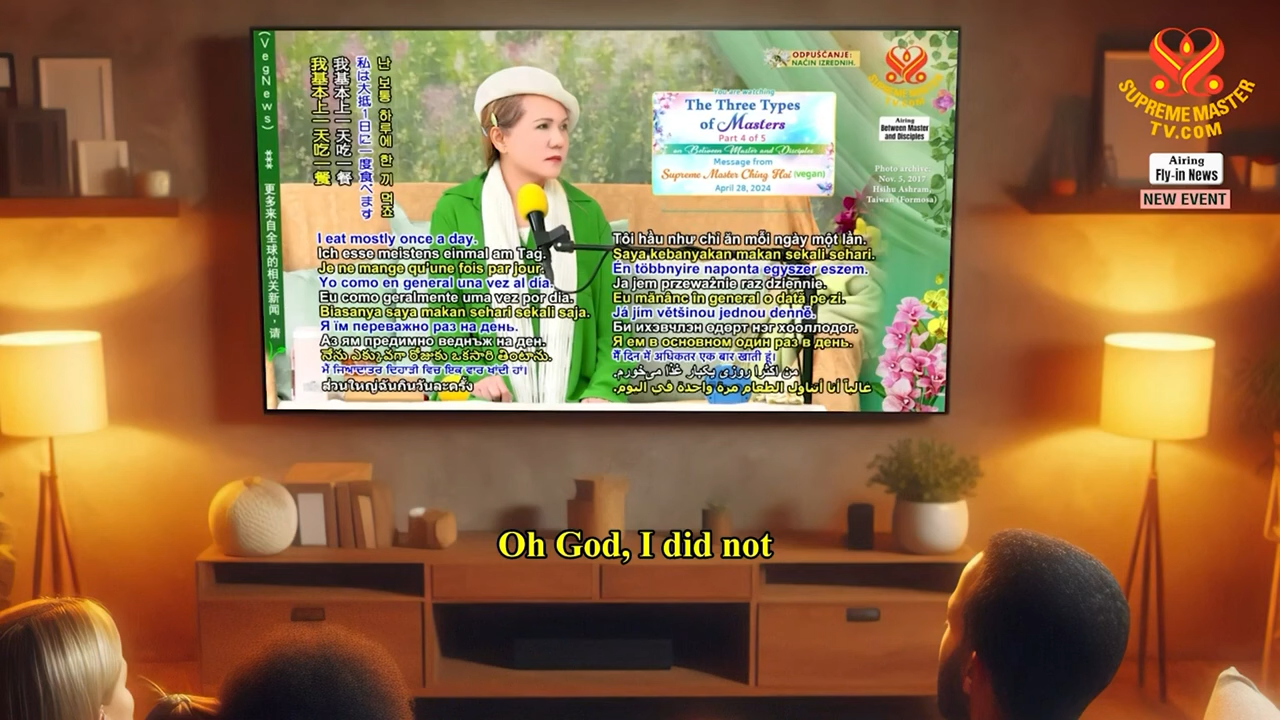 (VegNews) *** 更多来自全球的相关新闻，请
我基本上一天吃一餐
我基本上一天吃一餐
私は大抵1日に一度食べます
난 보통 하루에 한 끼 먹죠
ODPUŠČANJE:
NAČIN IZREDNIH.
SUPREME MASTER
TV.COM
Airing
Between Master
and Disciples
You are watching
The Three Types
of Masters
Part 4 of 5
on Between Master and Disciples
Message from
Supreme Master Ching Hai (vegan)
April 28, 2024
Photo archive
Nov. 5, 2017
Hsihu Ashram,
Taiwan (Formosa)
I eat mostly once a day.
Ich esse meistens einmal am Tag.
Je ne mange qu'une fois par jour.
Yo como en general una vez al día.
Eu como geralmente uma vez por dia.
Biasanya saya makan sehari sekali saja.
Я їм переважно раз на день.
Аз ям предимно веднъж на ден.
నేను ఎక్కువగా రోజుకు ఒకసారి తింటాను.
ਮੈਂ ਜਿਆਦਾਤਰ ਦਿਹਾੜੀ ਵਿਚ ਇਕ ਵਾਰ ਖਾਂਦੀ ਹਾਂ।
ส่วนใหญ่ฉันกินวันละครั้ง
Tôi hầu như chỉ ăn mỗi ngày một lần.
Saya kebanyakan makan sekali sehari.
Én többnyire naponta egyszer eszem.
Ja jem przeważnie raz dziennie.
Eu mănânc în general o dată pe zi.
Já jím většinou jednou denně.
Би ихэвчлэн өдөрт нэг хооллодог.
Я ем в основном один раз в день.
मैं दिन में अधिकतर एक बार खाती हूं।
من اکثرا روزی یکبار غذا می‌خورم.
غالباً أنا أتناول الطعام مرة واحدة في اليوم.
SUPREME MASTER
TV.COM
Airing
Fly-in News
NEW EVENT
Oh God, I did not